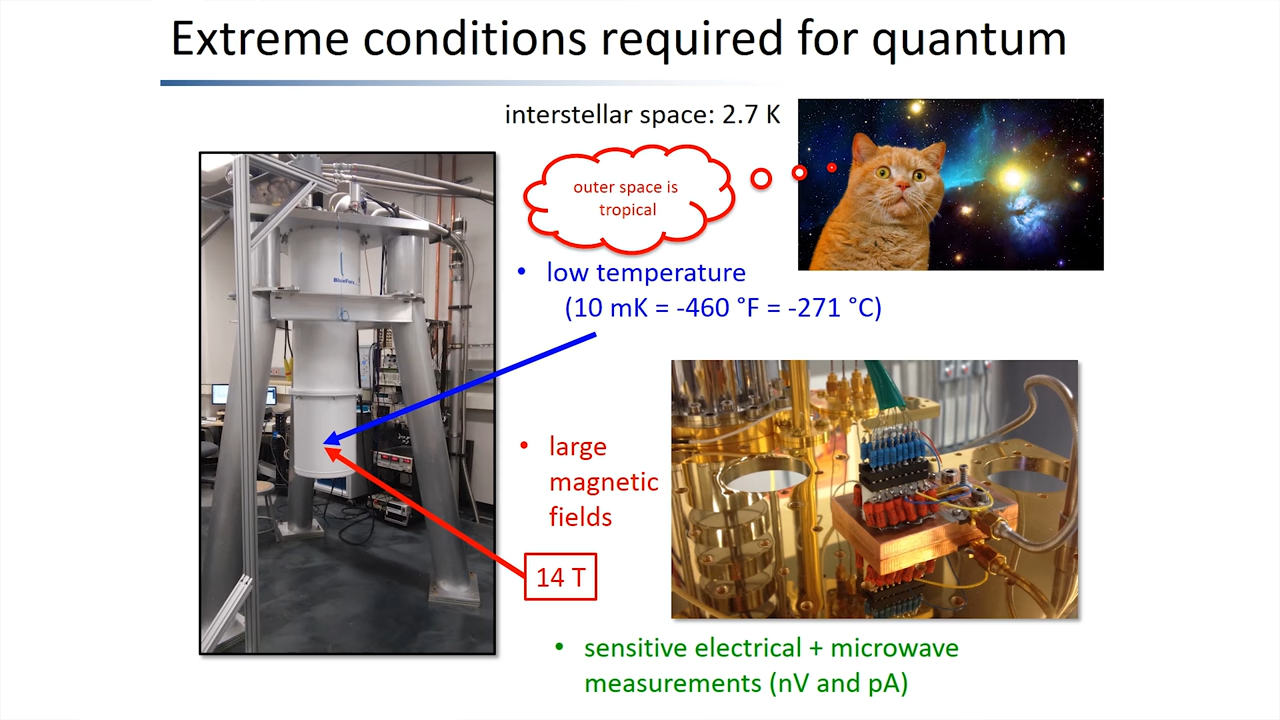 Extreme conditions required for quantum
interstellar space: 2.7 K
outer space is
tropical
• low temperature
(10 mK = -460 °F = -271 °C)
• large
magnetic
fields
14 T
• sensitive electrical + microwave
measurements (nV and pA)